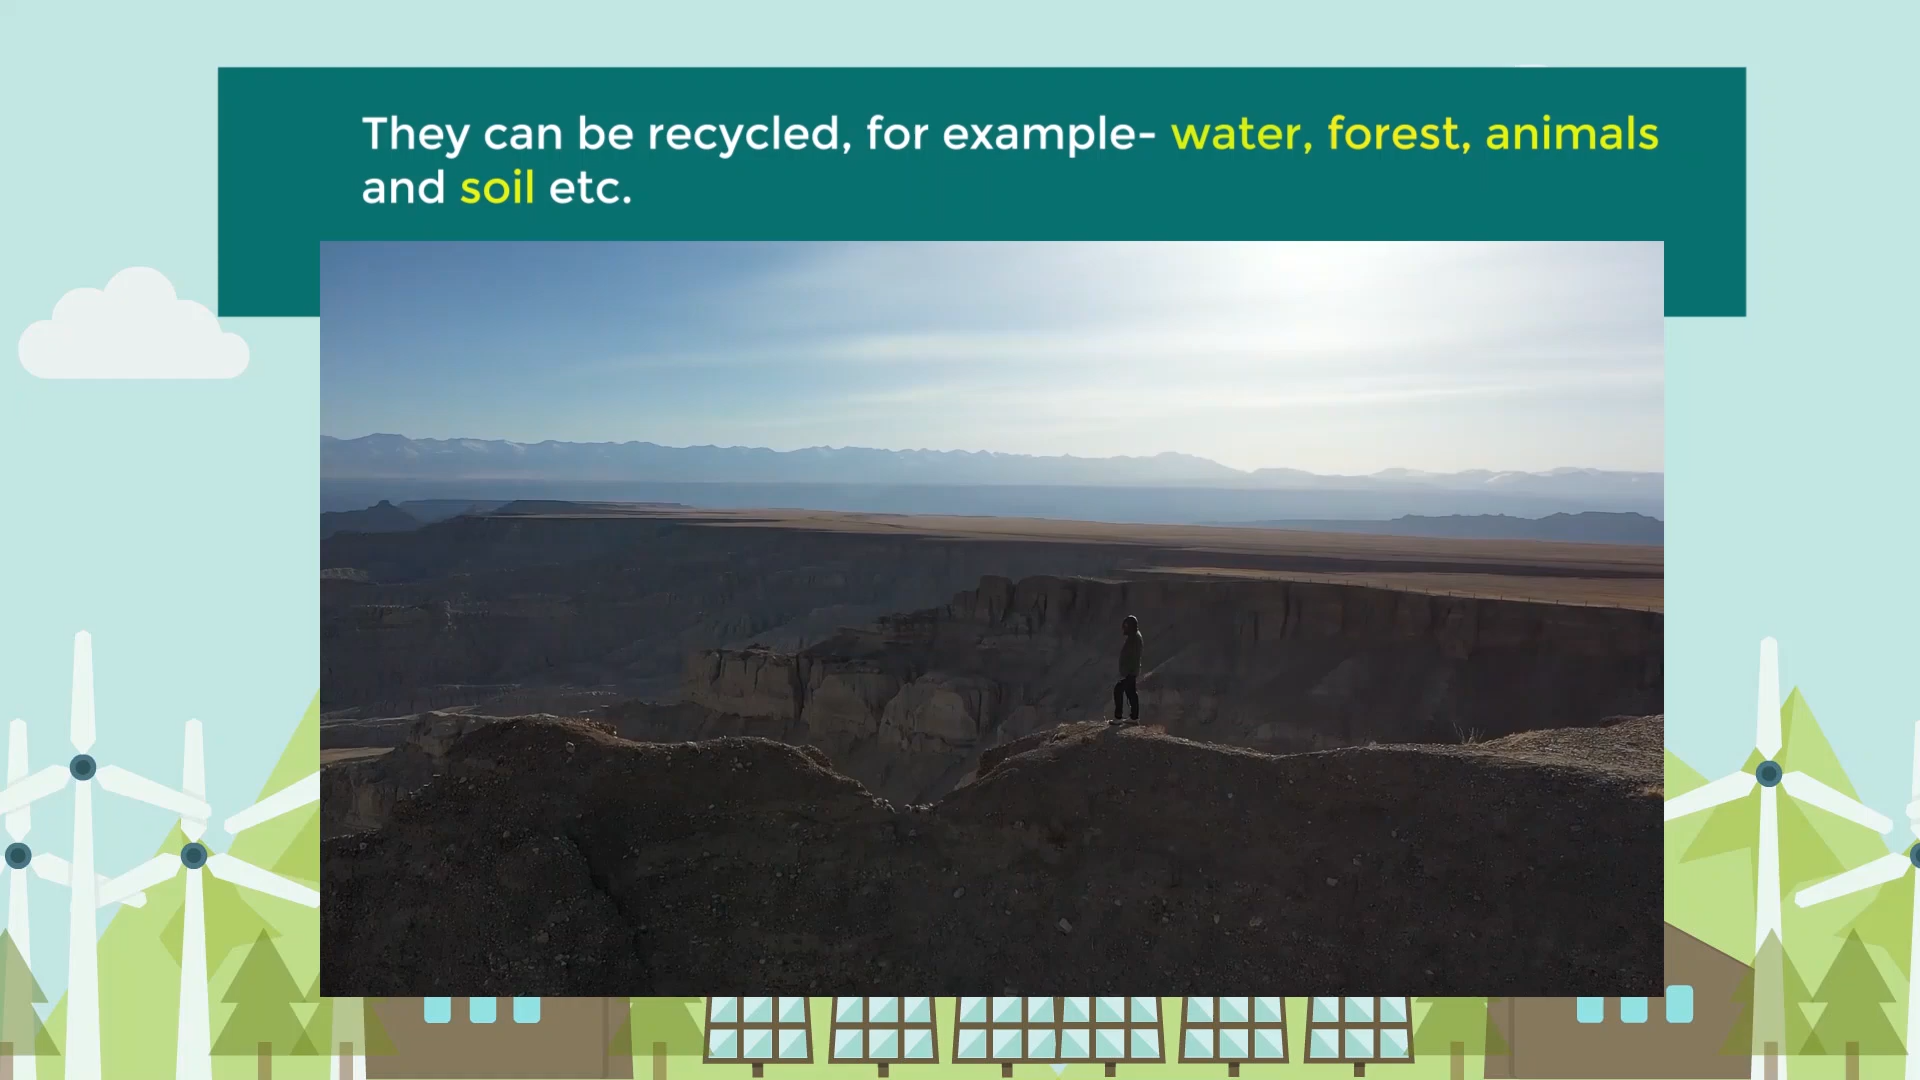 They can be recycled, for example- water, forest, animals
and soil etc.